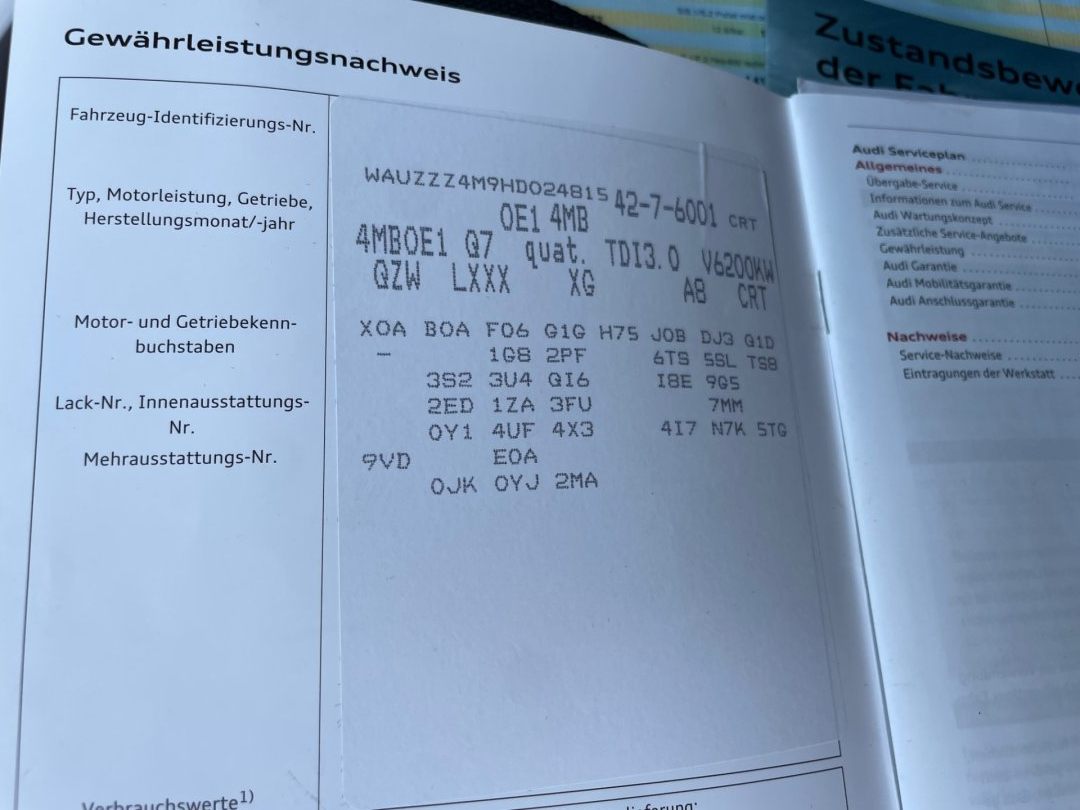 Gewährleistungsnachweis
Fahrzeug-Identifizierungs-Nr.
Typ, Motorleistung, Getriebe,
Herstellungsmonat/-jahr
Motor- und Getriebekenn-
buchstaben
Lack-Nr., Innenausstattungs-
Nr.
Mehrausstattungs-Nr.
Verbrauchswerte1)
WAUZZZ4M9HD024815 42-7-6001 CRT
0E1 4MB
4MB0E1 Q7 quat. TDI3.0 V6200KW
QZW LXXX XG A8 CRT
X0A B0A F06 G1G H75 J0B DJ3 G1D
– 1G8 2PF 6TS 5SL TS8
3S2 3U4 QI6 I8E 9G5
2ED 1ZA 3FU 7MM
0Y1 4UF 4X3 4I7 N7K 5TG
9VD E0A
0JK 0YJ 2MA
Zustandsbew
der
Audi Serviceplan
Allgemeines
Übergabe-Service
Informationen zum Audi Service
Audi Wartungskonzept
Zusätzliche Service-Angebote
Gewährleistung
Audi Garantie
Audi Mobilitätsgarantie
Audi Anschlussgarantie
Nachweise
Service-Nachweise
Eintragungen der Werkstatt